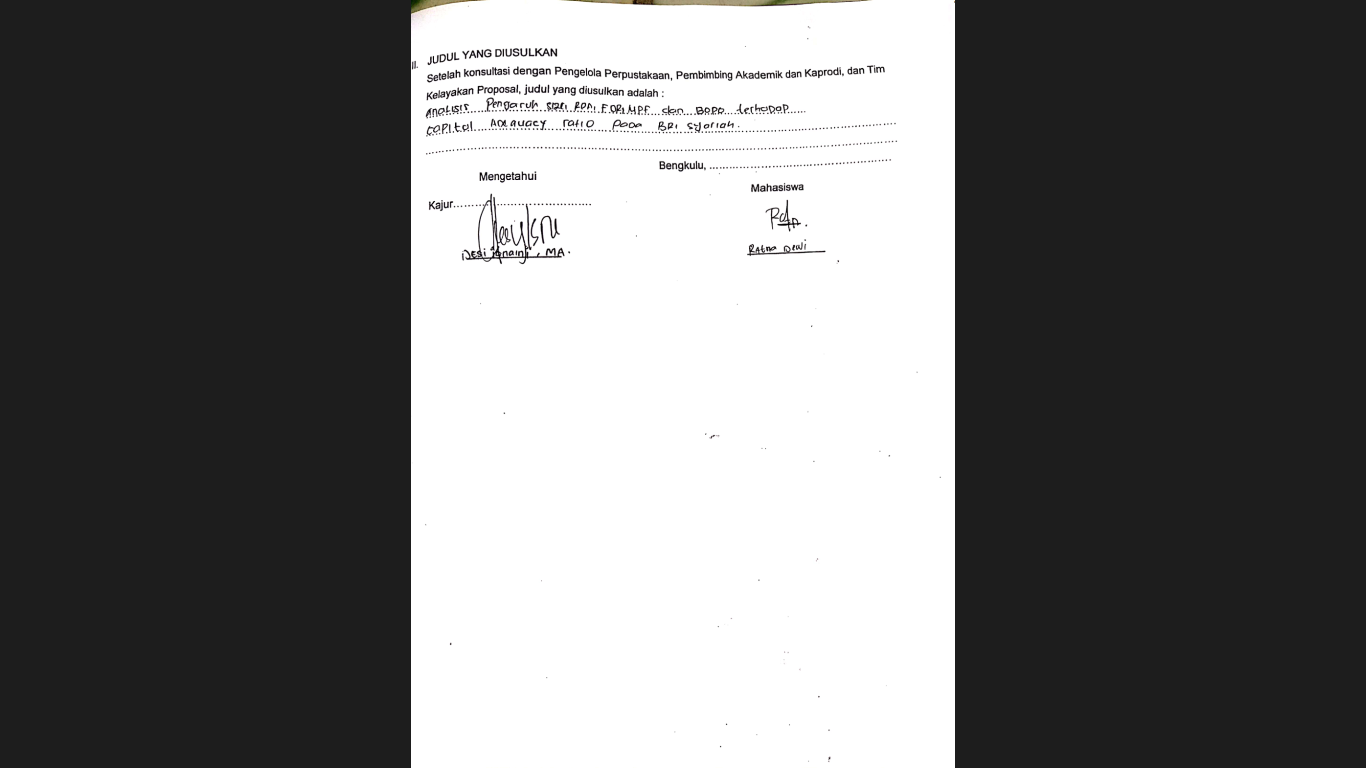 II. JUDUL YANG DIUSULKAN
Setelah konsultasi dengan Pengelola Perpustakaan, Pembimbing Akademik dan Kaprodi, dan Tim
Kelayakan Proposal, judul yang diusulkan adalah :
Analisis Pengaruh size, ROA, FDR, NPF dan BOPO terhadap
Capital Adequacy ratio pada BRI syariah.
Bengkulu,
Mengetahui
Mahasiswa
Kajur
Desi Isnaini, MA.
Ratna Dewi